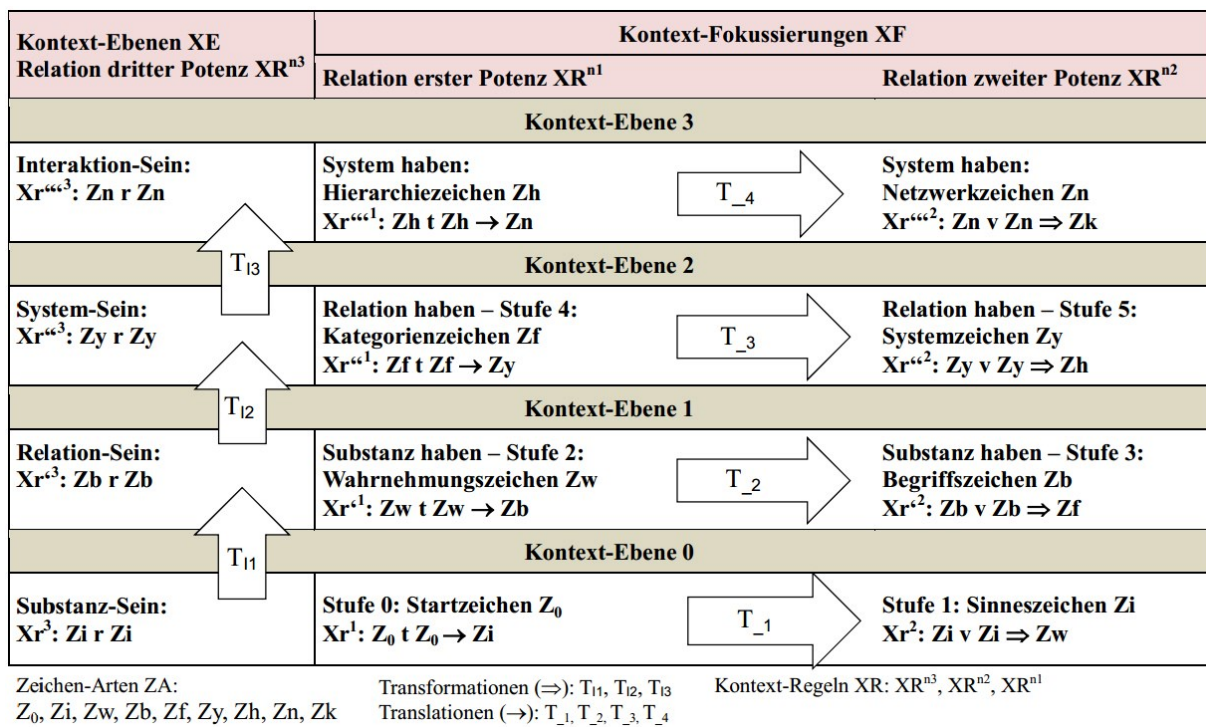 Kontext-Ebenen XE
Relation dritter Potenz XRⁿ³
Kontext-Fokussierungen XF
Relation erster Potenz XRⁿ¹
Relation zweiter Potenz XRⁿ²
Kontext-Ebene 3
Interaktion-Sein:
Xr“‘³: Zn r Zn
System haben:
Hierarchiezeichen Zh
Xr“‘¹: Zh t Zh → Zn
T_4
System haben:
Netzwerkzeichen Zn
Xr“‘²: Zn v Zn ⇒ Zk
T_I3
Kontext-Ebene 2
System-Sein:
Xr“³: Zy r Zy
Relation haben – Stufe 4:
Kategorienzeichen Zf
Xr“¹: Zf t Zf → Zy
T_3
Relation haben – Stufe 5:
Systemzeichen Zy
Xr“²: Zy v Zy ⇒ Zh
T_I2
Kontext-Ebene 1
Relation-Sein:
Xr‘³: Zb r Zb
Substanz haben – Stufe 2:
Wahrnehmungszeichen Zw
Xr‘¹: Zw t Zw → Zb
T_2
Substanz haben – Stufe 3:
Begriffszeichen Zb
Xr‘²: Zb v Zb ⇒ Zf
T_I1
Kontext-Ebene 0
Substanz-Sein:
Xr³: Zi r Zi
Stufe 0: Startzeichen Z₀
Xr¹: Z₀ t Z₀ → Zi
T_1
Stufe 1: Sinneszeichen Zi
Xr²: Zi v Zi ⇒ Zw
Zeichen-Arten ZA:
Z₀, Zi, Zw, Zb, Zf, Zy, Zh, Zn, Zk
Transformationen (⇒): T_I1, T_I2, T_I3
Translationen (→): T_1, T_2, T_3, T_4
Kontext-Regeln XR: XRⁿ³, XRⁿ², XRⁿ¹